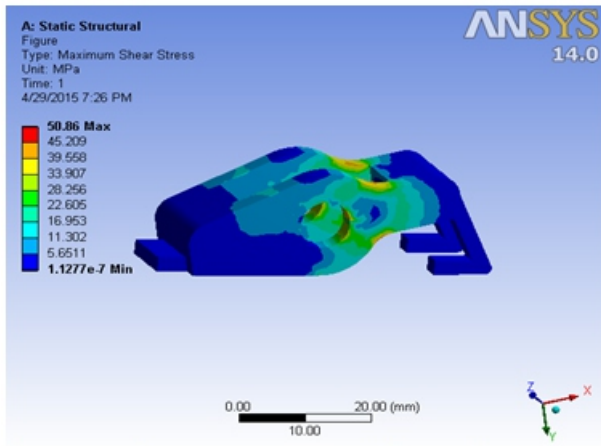 A: Static Structural
Figure
Type: Maximum Shear Stress
Unit: MPa
Time: 1
4/29/2015 7:26 PM
ANSYS
14.0
50.86 Max
45.209
39.558
33.907
28.256
22.605
16.953
11.302
5.6511
1.1277e-7 Min
0.00
20.00 (mm)
10.00
Z
X
Y